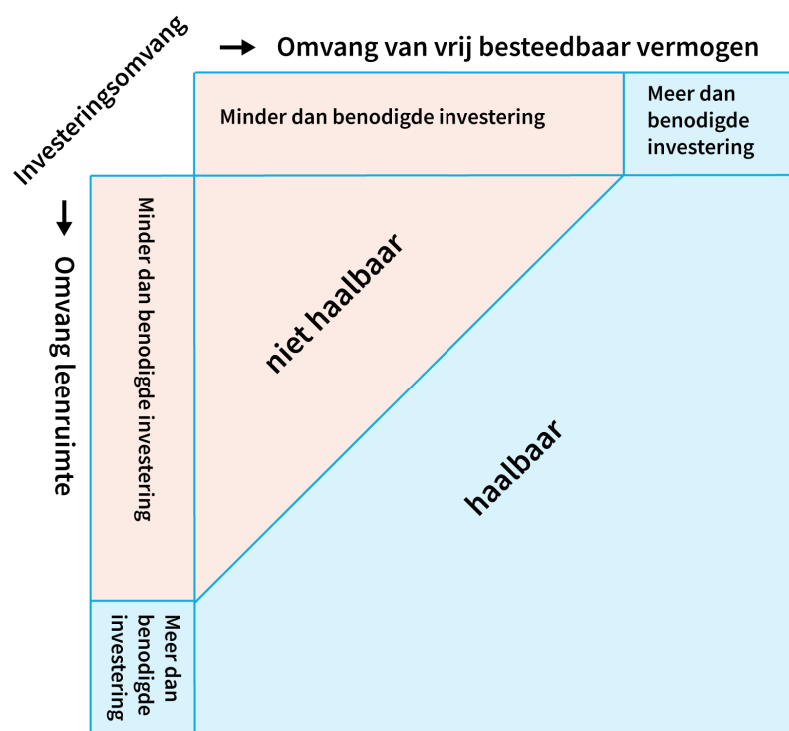 Investeringsomvang
Omvang van vrij besteedbaar vermogen
Minder dan benodigde investering
Meer dan
benodigde
investering
Omvang leenruimte
Minder dan benodigde investering
niet haalbaar
haalbaar
Meer dan
benodigde
investering